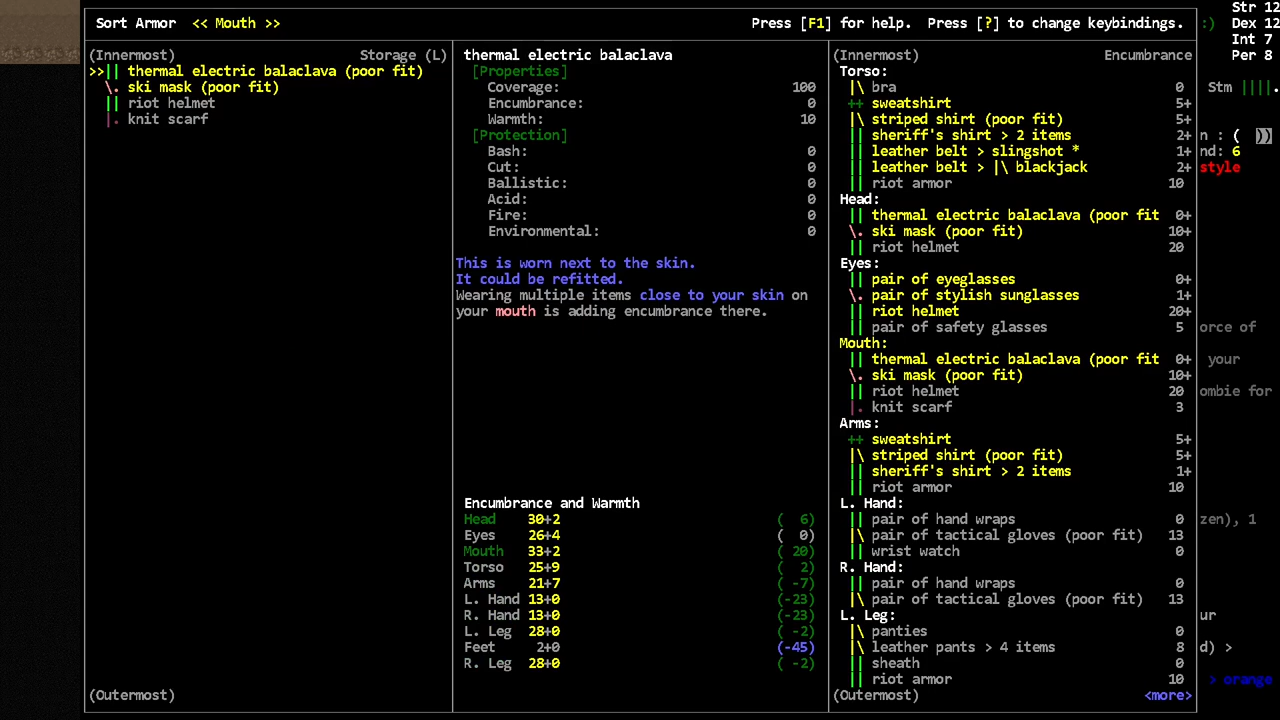 Sort Armor << Mouth >> Press [F1] for help. Press [?] to change keybindings. :)
Str 12
Dex 12
Int 7
Per 8
Stm ||||.
n : ( ))
nd: 6
style
orce of
your
ombie for
zen), 1
ur
d) >
> orange
(Innermost) Storage (L)
>>|| thermal electric balaclava (poor fit)
\. ski mask (poor fit)
|| riot helmet
|. knit scarf
(Outermost)
thermal electric balaclava
[Properties]
Coverage: 100
Encumbrance: 0
Warmth: 10
[Protection]
Bash: 0
Cut: 0
Ballistic: 0
Acid: 0
Fire: 0
Environmental: 0
This is worn next to the skin.
It could be refitted.
Wearing multiple items close to your skin on
your mouth is adding encumbrance there.
Encumbrance and Warmth
Head 30+2 ( 6)
Eyes 26+4 ( 0)
Mouth 33+2 ( 20)
Torso 25+9 ( 2)
Arms 21+7 ( -7)
L. Hand 13+0 (-23)
R. Hand 13+0 (-23)
L. Leg 28+0 ( -2)
Feet 2+0 (-45)
R. Leg 28+0 ( -2)
(Innermost) Encumbrance
Torso:
|\ bra 0
++ sweatshirt 5+
|\ striped shirt (poor fit) 5+
|| sheriff's shirt > 2 items 2+
|| leather belt > slingshot * 1+
|| leather belt > |\ blackjack 2+
|| riot armor 10
Head:
|| thermal electric balaclava (poor fit 0+
\. ski mask (poor fit) 10+
|| riot helmet 20
Eyes:
|| pair of eyeglasses 0+
\. pair of stylish sunglasses 1+
|| riot helmet 20+
|| pair of safety glasses 5
Mouth:
|| thermal electric balaclava (poor fit 0+
\. ski mask (poor fit) 10+
|| riot helmet 20
|. knit scarf 3
Arms:
++ sweatshirt 5+
|\ striped shirt (poor fit) 5+
|| sheriff's shirt > 2 items 1+
|| riot armor 10
L. Hand:
|| pair of hand wraps 0
|\ pair of tactical gloves (poor fit) 13
|| wrist watch 0
R. Hand:
|| pair of hand wraps 0
|\ pair of tactical gloves (poor fit) 13
L. Leg:
|\ panties 0
|\ leather pants > 4 items 8
|| sheath 0
|| riot armor 10
(Outermost) <more>